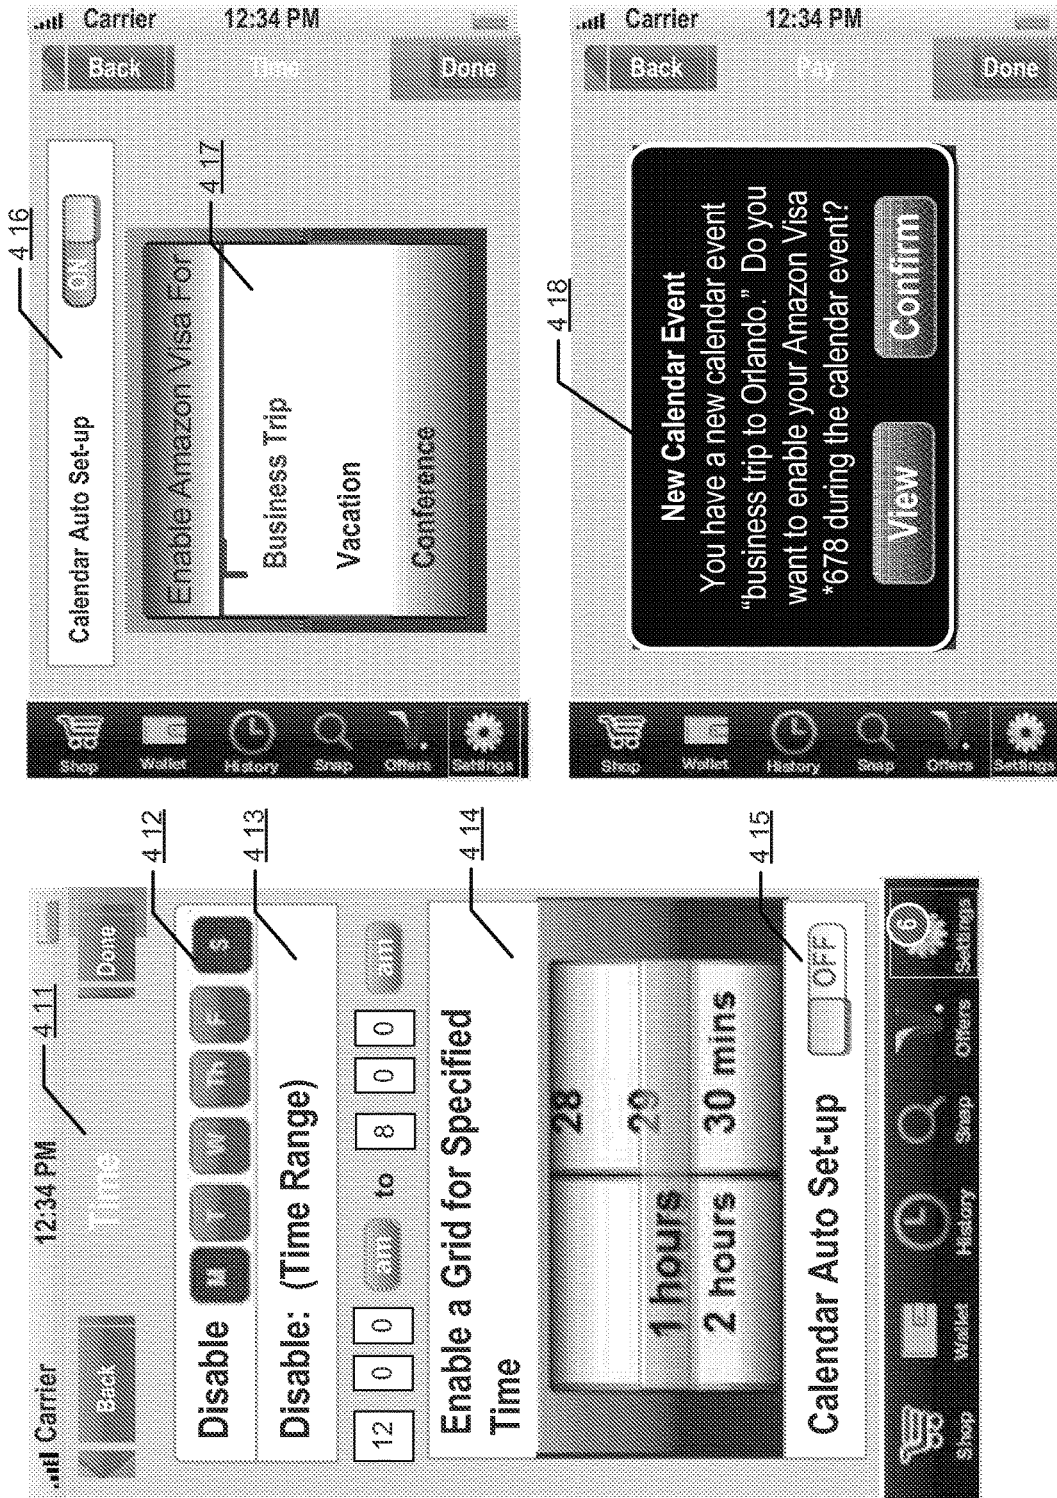 Carrier 12:34 PM
Back Time Done
4 11
Disable M T W Th F S
4 12
Disable: (Time Range)
4 13
12 0 0 am to 8 0 0 am
Enable a Grid for Specified
Time
4 14
28
1 hours 29
2 hours 30 mins
Calendar Auto Set-up OFF
4 15
Shop Wallet History Snap Offers Settings
6
Carrier 12:34 PM
Back Time Done
Calendar Auto Set-up ON
4 16
Enable Amazon Visa For
4 17
Business Trip
Vacation
Conference
Shop Wallet History Snap Offers Settings
Carrier 12:34 PM
Back Pay Done
4 18
New Calendar Event
You have a new calendar event
“business trip to Orlando.” Do you
want to enable your Amazon Visa
*678 during the calendar event?
View Confirm
Shop Wallet History Snap Offers Settings